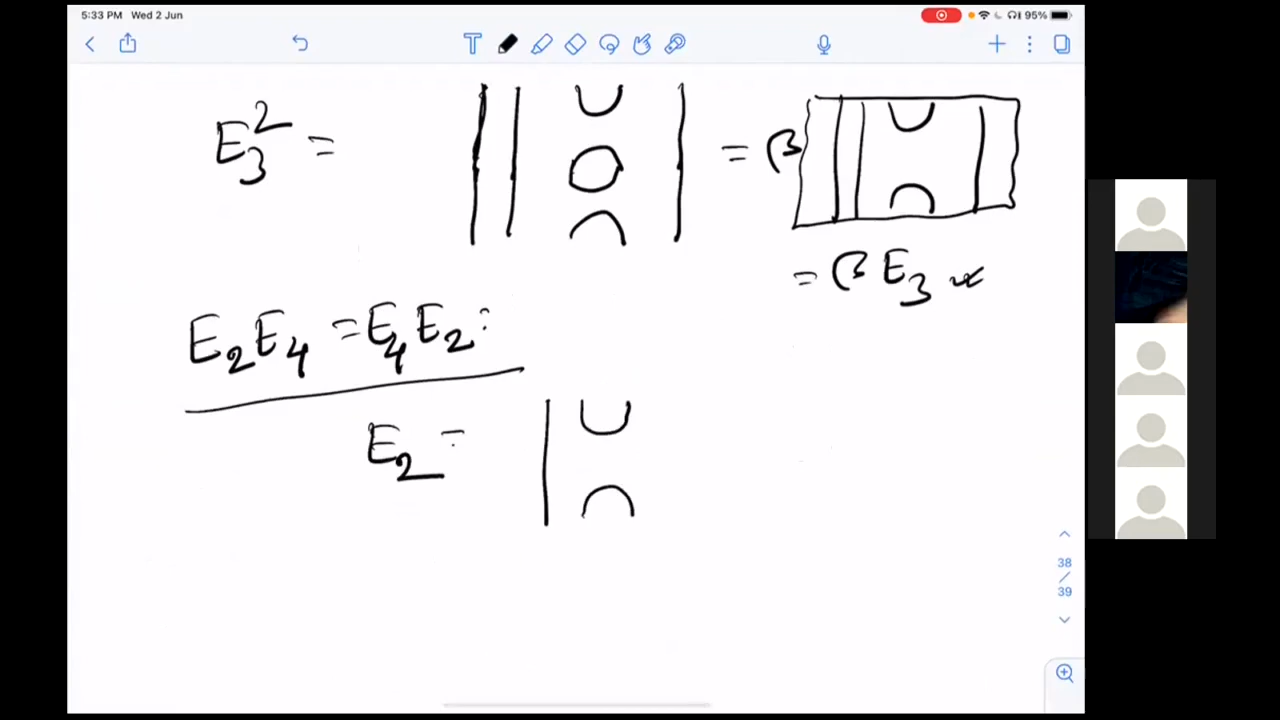 5:33 PM Wed 2 Jun
95%
E₃² = = β
= β E₃
E₂E₄ = E₄E₂ :
E₂ =
38
39